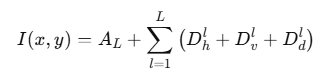 I(x, y) = A_L + \sum_{l=1}^{L} (D_h^l + D_v^l + D_d^l)